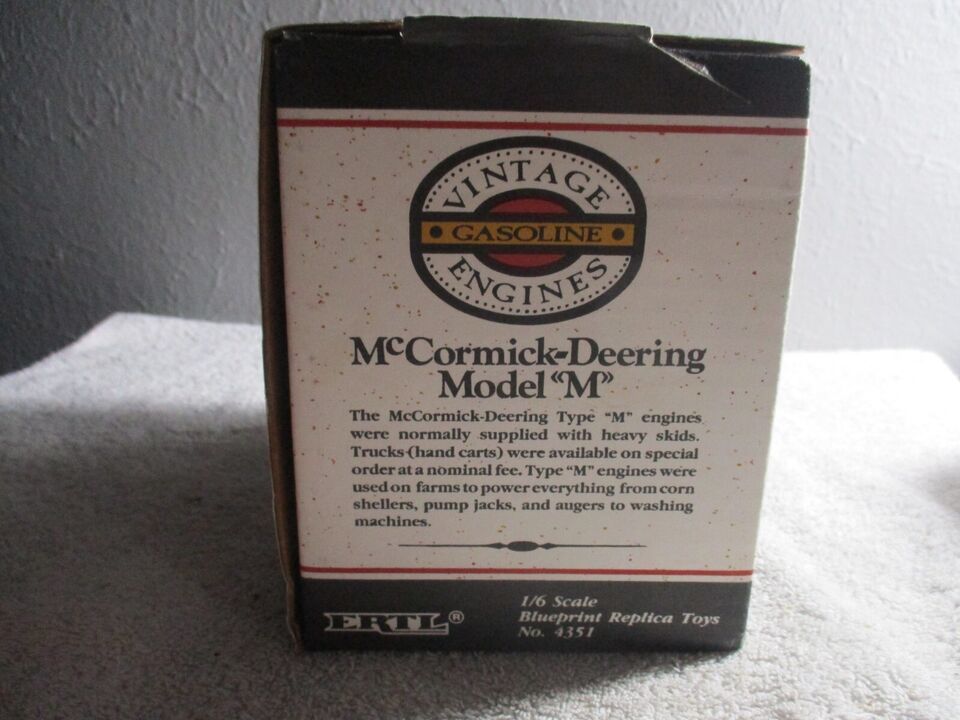 VINTAGE
• GASOLINE •
ENGINES
McCormick-Deering
Model “M”
The McCormick-Deering Type “M” engines
were normally supplied with heavy skids.
Trucks (hand carts) were available on special
order at a nominal fee. Type “M” engines were
used on farms to power everything from corn
shellers, pump jacks, and augers to washing
machines.
ERTL®
1/6 Scale
Blueprint Replica Toys
No. 4351